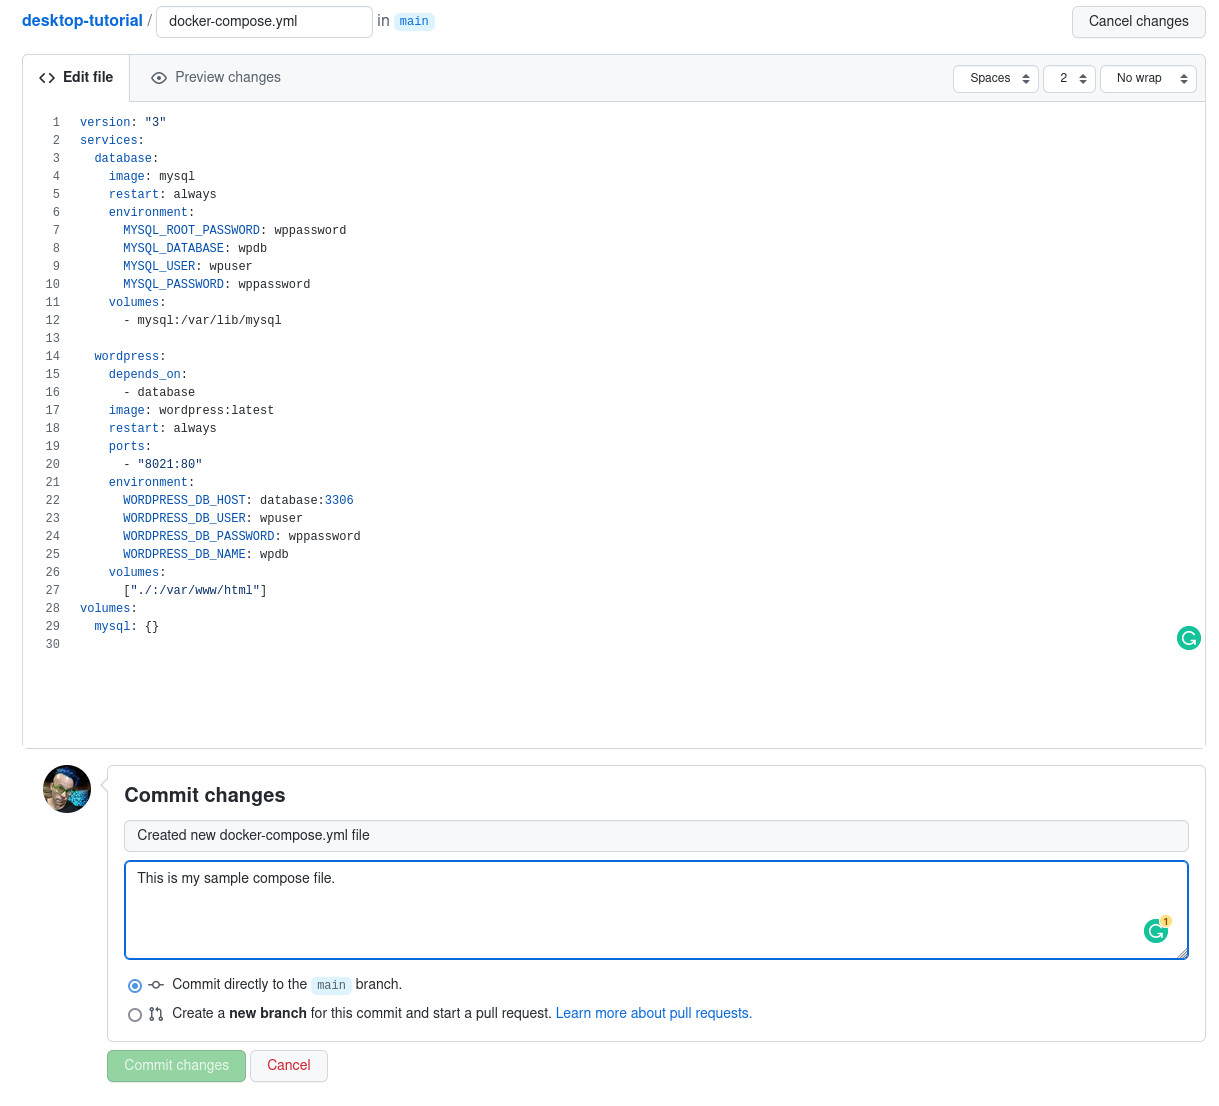 desktop-tutorial / docker-compose.yml in main Cancel changes
Edit file Preview changes Spaces 2 No wrap
1 version: "3"
2 services:
3   database:
4     image: mysql
5     restart: always
6     environment:
7       MYSQL_ROOT_PASSWORD: wppassword
8       MYSQL_DATABASE: wpdb
9       MYSQL_USER: wpuser
10       MYSQL_PASSWORD: wppassword
11     volumes:
12       - mysql:/var/lib/mysql
13
14   wordpress:
15     depends_on:
16       - database
17     image: wordpress:latest
18     restart: always
19     ports:
20       - "8021:80"
21     environment:
22       WORDPRESS_DB_HOST: database:3306
23       WORDPRESS_DB_USER: wpuser
24       WORDPRESS_DB_PASSWORD: wppassword
25       WORDPRESS_DB_NAME: wpdb
26     volumes:
27       ["./:/var/www/html"]
28 volumes:
29   mysql: {}
30
Commit changes
Created new docker-compose.yml file
This is my sample compose file.
1
Commit directly to the main branch.
Create a new branch for this commit and start a pull request. Learn more about pull requests.
Commit changes Cancel